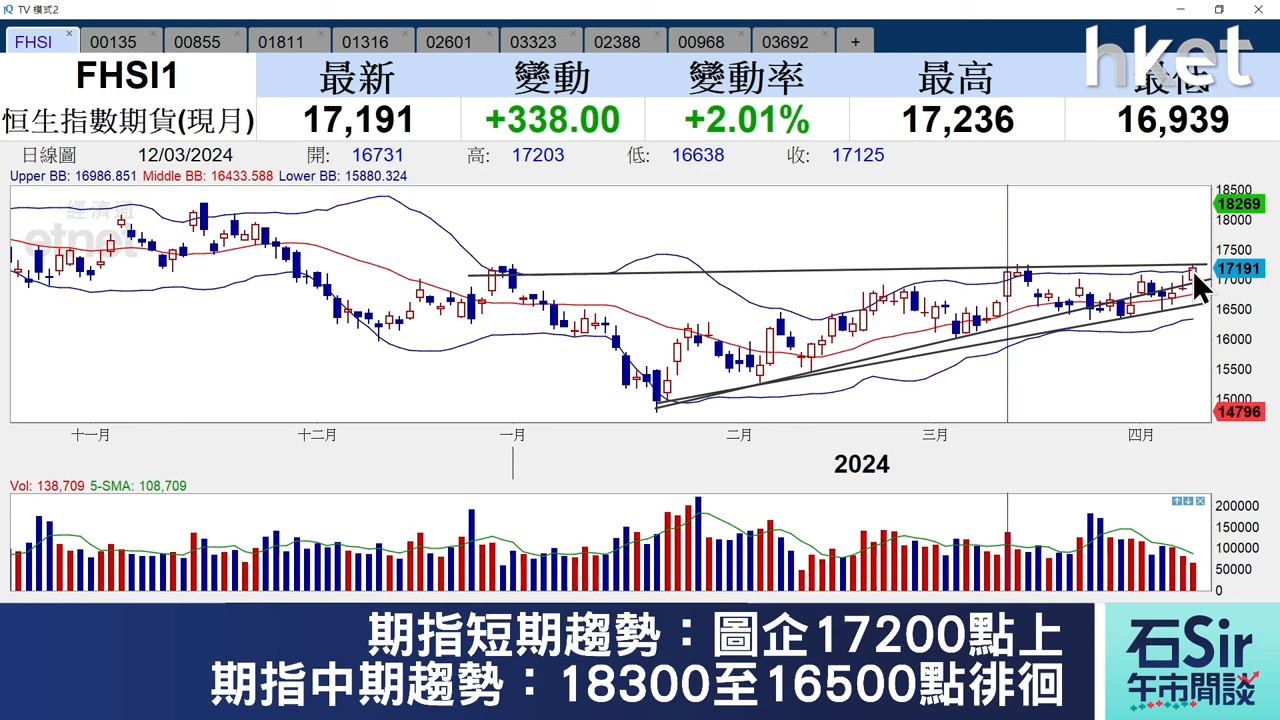 TV 模式2
FHSI 00135 00855 01811 01316 02601 03323 02388 00968 03692 +
hket
FHSI1 最新 變動 變動率 最高 最低
恒生指數期貨(現月) 17,191 +338.00 +2.01% 17,236 16,939
日線圖 12/03/2024 開: 16731 高: 17203 低: 16638 收: 17125
Upper BB: 16986.851 Middle BB: 16433.588 Lower BB: 15880.324
經濟通
etnet
18500
18269
18000
17500
17191
17000
16500
16000
15500
15000
14796
十一月 十二月 一月 二月 三月 四月
2024
Vol: 138,709 5-SMA: 108,709
200000
150000
100000
50000
0
期指短期趨勢：圖企17200點上
期指中期趨勢：18300至16500點徘徊
石Sir
午市閒談